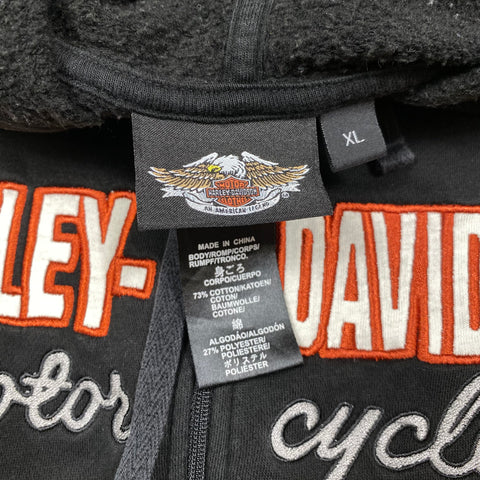 XL
MOTOR
HARLEY-DAVIDSON
CLOTHES
AN AMERICAN LEGEND
®
MADE IN CHINA
BODY/ROMP/CORPS/
RUMPF/TRONCO.
身ごろ
CORPO/CUERPO
73% COTTON/KATOEN/
COTON/
BAUMWOLLE/
COTONE/
綿
ALGODÃO/ALGODÓN
27% POLYESTER/
POLIESTERE/
ポリステル
POLIÉSTER
LEY-DAVID
otor cycl